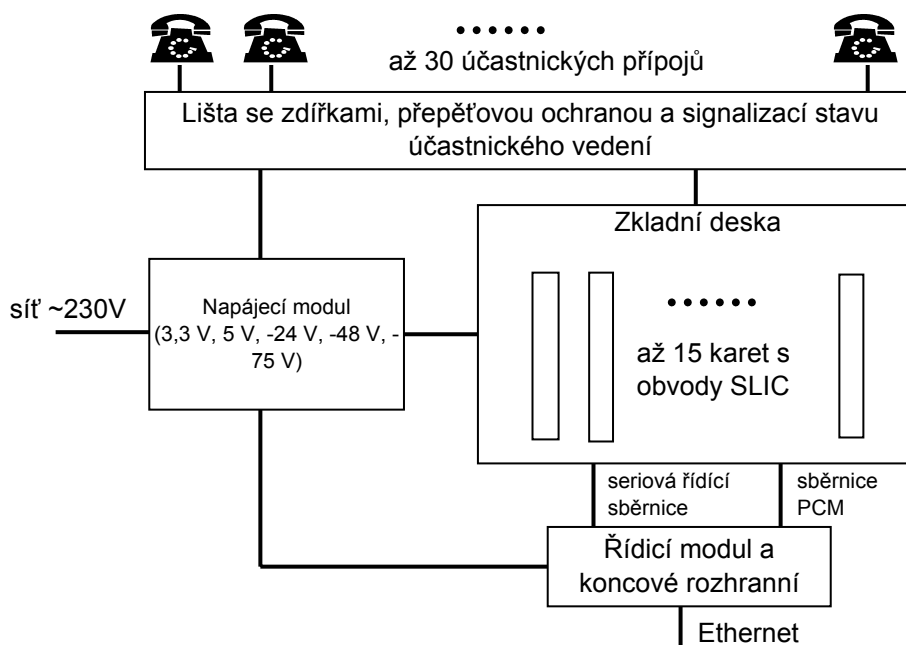 až 30 účastnických přípojů
Lišta se zdířkami, přepěťovou ochranou a signalizací stavu
účastnického vedení
Zkladní deska
síť ~230V
Napájecí modul
(3,3 V, 5 V, -24 V, -48 V, -
75 V)
až 15 karet s
obvody SLIC
seriová řídící
sběrnice
sběrnice
PCM
Řídicí modul a
koncové rozhranní
Ethernet